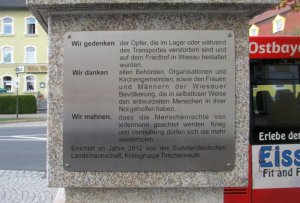 Wir gedenken der Opfer, die im Lager oder während
des Transportes verstorben sind und
auf dem Friedhof in Wiesau bestattet
wurden.
Wir danken allen Behörden, Organisationen und
Kirchengemeinden, sowie den Frauen
und Männern der Wiesauer
Bevölkerung, die in selbstloser Weise
den entwurzelten Menschen in ihrer
Not geholfen haben.
Wir mahnen, dass die Menschenrechte von
jedermann geachtet werden. Krieg
und Vertreibung dürfen sich nie mehr
wiederholen.
Errichtet im Jahre 2012 von der Sudetendeutschen
Landsmannschaft, Kreisgruppe Tirschenreuth.
Ostbaye
Erlebe der
Eiss
Fit and F